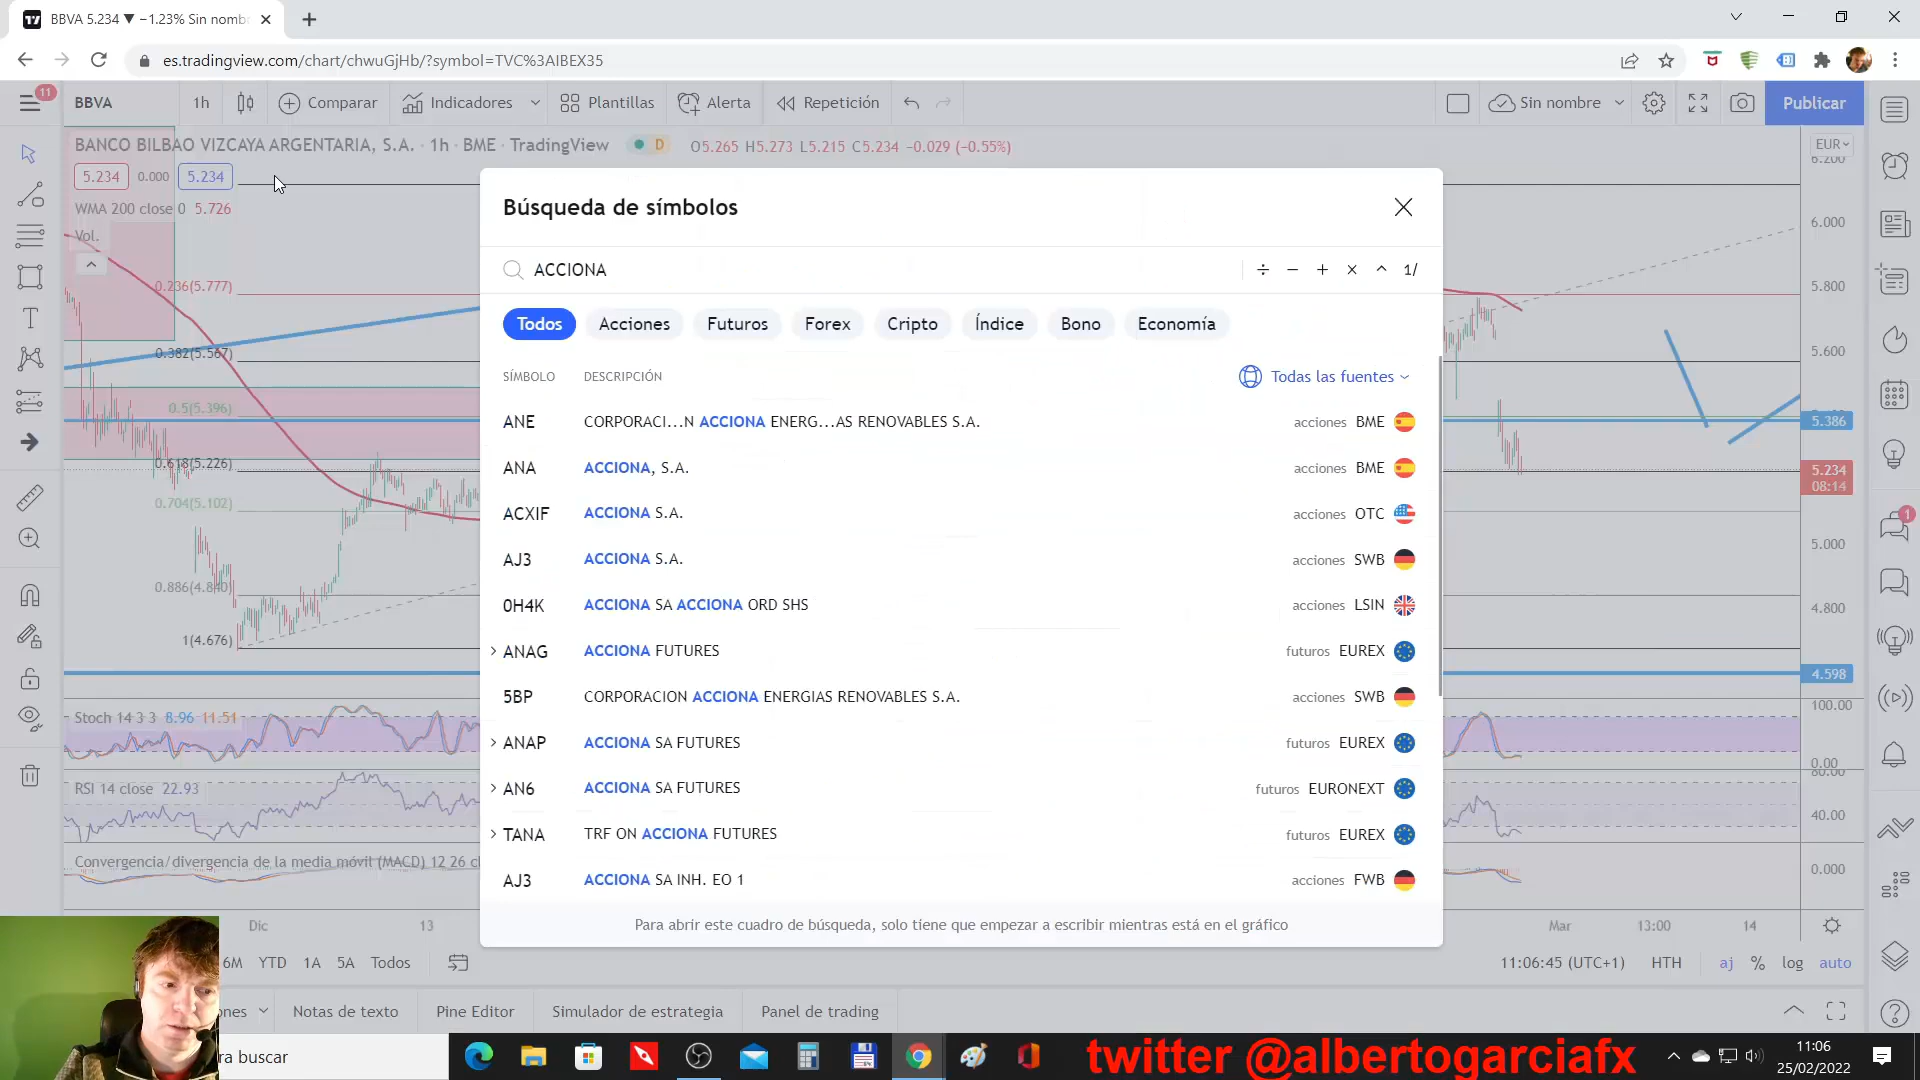 BBVA 5.234 ▼ −1.23% Sin nomb
es.tradingview.com/chart/chwuGjHb/?symbol=TVC%3AIBEX35
11
BBVA
1h
Comparar
Indicadores
Plantillas
Alerta
Repetición
Sin nombre
Publicar
BANCO BILBAO VIZCAYA ARGENTARIA, S.A. · 1h · BME · TradingView
D
O5.265 H5.273 L5.215 C5.234 −0.029 (−0.55%)
EUR
5.234
0.000
5.234
WMA 200 close 0 5.726
Vol.
0.236(5.777)
0.382(5.567)
0.5(5.396)
0.618(5.226)
0.704(5.102)
0.886(4.840)
1(4.676)
6.200
6.000
5.800
5.600
5.386
5.234
08:14
5.000
4.800
4.598
100.00
0.00
80.00
40.00
0.000
Búsqueda de símbolos
ACCIONA
÷ − + × ^ 1/
Todos
Acciones
Futuros
Forex
Cripto
Índice
Bono
Economía
SÍMBOLO
DESCRIPCIÓN
Todas las fuentes
ANE CORPORACI...N ACCIONA ENERG...AS RENOVABLES S.A. acciones BME
ANA ACCIONA, S.A. acciones BME
ACXIF ACCIONA S.A. acciones OTC
AJ3 ACCIONA S.A. acciones SWB
0H4K ACCIONA SA ACCIONA ORD SHS acciones LSIN
ANAG ACCIONA FUTURES futuros EUREX
5BP CORPORACION ACCIONA ENERGIAS RENOVABLES S.A. acciones SWB
ANAP ACCIONA SA FUTURES futuros EUREX
AN6 ACCIONA SA FUTURES futuros EURONEXT
TANA TRF ON ACCIONA FUTURES futuros EUREX
AJ3 ACCIONA SA INH. EO 1 acciones FWB
Para abrir este cuadro de búsqueda, solo tiene que empezar a escribir mientras está en el gráfico
1
Stoch 14 3 3 8.96 11.51
RSI 14 close 22.93
Convergencia/divergencia de la media móvil (MACD) 12 26 cl
Dic
13
Mar
13:00
14
6M
YTD
1A
5A
Todos
11:06:45 (UTC+1)
HTH
aj
%
log
auto
ones
Notas de texto
Pine Editor
Simulador de estrategia
Panel de trading
ra buscar
twitter @albertogarciafx
11:06
25/02/2022